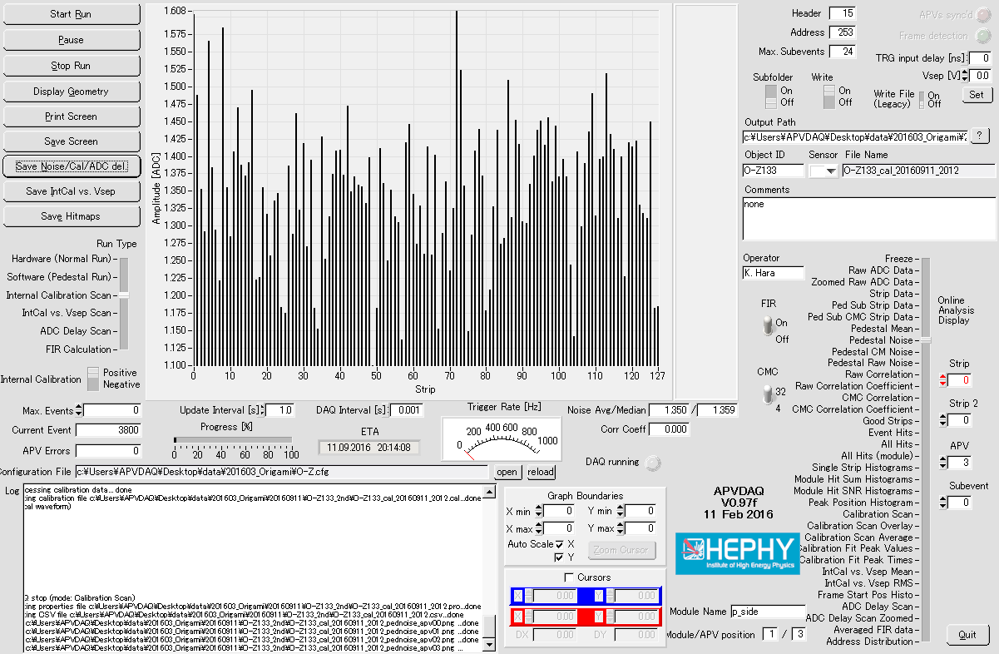 Start Run
Pause
Stop Run
Display Geometry
Print Screen
Save Screen
Save Noise/Cal/ADC del.
Save IntCal vs. Vsep
Save Hitmaps
Run Type
Hardware (Normal Run)
Software (Pedestal Run)
Internal Calibration Scan
IntCal vs. Vsep Scan
ADC Delay Scan
FIR Calculation
Internal Calibration
Positive
Negative
1.608
1.575
1.550
1.525
1.500
1.475
1.450
1.425
1.400
1.375
1.350
1.325
1.300
1.275
1.250
1.225
1.200
1.175
1.150
1.125
1.100
Amplitude [ADC]
0 10 20 30 40 50 60 70 80 90 100 110 120 127
Strip
Header 15
Address 253
Max. Subevents 24
APVs sync'd
Frame detection
TRG input delay [ns] 0
Vsep [V] 0.0
Subfolder
On
Off
Write
On
Off
Write File
(Legacy)
On
Off
Set
Output Path
c:¥Users¥APVDAQ¥Desktop¥data¥201603_Origami¥2
?
Object ID Sensor File Name
O-Z133 O-Z133_cal_20160911_2012
Comments
none
Operator
K. Hara
FIR
On
Off
CMC
32
4
Freeze
Raw ADC Data
Zoomed Raw ADC Data
Strip Data
Ped Sub Strip Data
Ped Sub CMC Strip Data
Pedestal Mean
Pedestal Noise
Pedestal CM Noise
Pedestal Raw Noise
Raw Correlation
Raw Correlation Coefficient
CMC Correlation
CMC Correlation Coefficient
Good Strips
Event Hits
All Hits
All Hits (module)
Single Strip Histograms
Module Hit Sum Histograms
Module Hit SNR Histograms
Peak Position Histogram
Calibration Scan
Calibration Scan Overlay
Calibration Scan Average
Calibration Fit Peak Values
Calibration Fit Peak Times
IntCal vs. Vsep Mean
IntCal vs. Vsep RMS
Frame Start Pos Histo
ADC Delay Scan
ADC Delay Scan Zoomed
Averaged FIR data
Address Distribution
Online
Analysis
Display
Strip
0
Strip 2
0
APV
3
Subevent
0
Max. Events 0
Current Event 3800
APV Errors 0
Update Interval [s] 1.0
DAQ Interval [s] 0.001
Progress [%]
0 20 40 60 80 100
ETA
11.09.2016 20:14:08
Trigger Rate [Hz]
0 200 400 600 800 1000
Noise Avg/Median 1.350 / 1.359
Corr Coeff 0.000
DAQ running
Configuration File c:¥Users¥APVDAQ¥Desktop¥data¥201603_Origami¥O-Z.cfg
open
reload
Log
cessing calibration data... done
ting calibration file c:¥Users¥APVDAQ¥Desktop¥data¥201603_Origami¥20160911¥O-Z133_2nd¥O-Z133_cal_20160911_2012.cal...done
cal waveform)
Q stop (mode: Calibration Scan)
ting properties file c:¥Users¥APVDAQ¥Desktop¥data¥201603_Origami¥20160911¥O-Z133_2nd¥O-Z133_cal_20160911_2012.pro...done
ting CSV file c:¥Users¥APVDAQ¥Desktop¥data¥201603_Origami¥20160911¥O-Z133_2nd¥O-Z133_cal_20160911_2012.csv...done
c:¥Users¥APVDAQ¥Desktop¥data¥201603_Origami¥20160911¥O-Z133_2nd¥O-Z133_cal_20160911_2012_pednoise_apv00.png ...done
c:¥Users¥APVDAQ¥Desktop¥data¥201603_Origami¥20160911¥O-Z133_2nd¥O-Z133_cal_20160911_2012_pednoise_apv01.png ...done
c:¥Users¥APVDAQ¥Desktop¥data¥201603_Origami¥20160911¥O-Z133_2nd¥O-Z133_cal_20160911_2012_pednoise_apv02.png ...done
c:¥Users¥APVDAQ¥Desktop¥data¥201603_Origami¥20160911¥O-Z133_2nd¥O-Z133_cal_20160911_2012_pednoise_apv03.png ...
Graph Boundaries
X min 0 Y min 0
X max 0 Y max 0
Auto Scale X
Y
Zoom Cursor
Cursors
X 0.00 Y 0.00
X 0.00 Y 0.00
DX 0.00 DY 0.00
APVDAQ
V0.97f
11 Feb 2016
HEPHY
Institute of High Energy Physics
Module Name p_side
Module/APV position 1 / 3
Quit